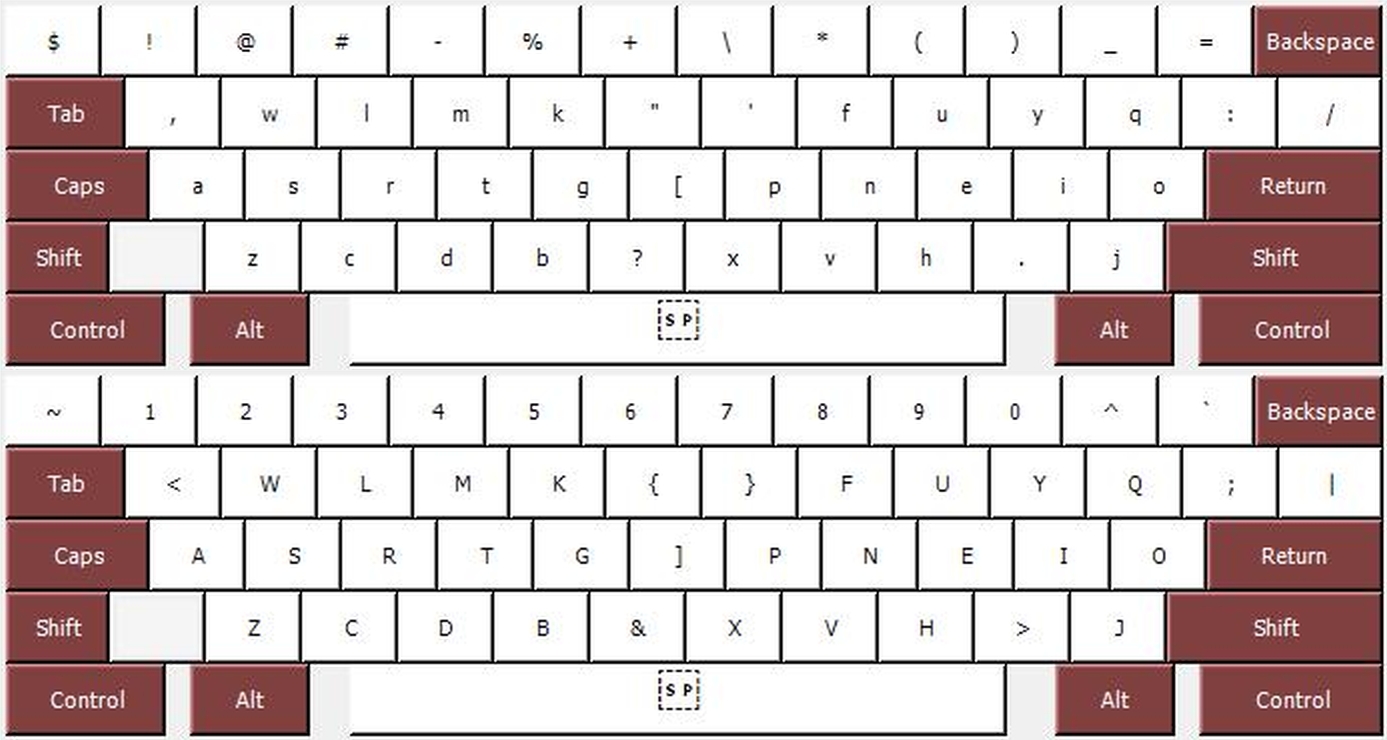 $ ! @ # - % + \ * ( ) _ = Backspace
Tab , w l m k " ' f u y q : /
Caps a s r t g [ p n e i o Return
Shift z c d b ? x v h . j Shift
Control Alt SP Alt Control
~ 1 2 3 4 5 6 7 8 9 0 ^ ` Backspace
Tab < W L M K { } F U Y Q ; |
Caps A S R T G ] P N E I O Return
Shift Z C D B & X V H > J Shift
Control Alt SP Alt Control